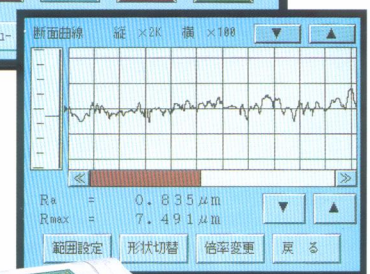 断面曲線 縦 ×2K 横 ×100 ▼ ▲
≪ ≫
Ra = 0.835μm
Rmax = 7.491μm
▼ ▲
範囲設定 形状切替 倍率変更 戻る